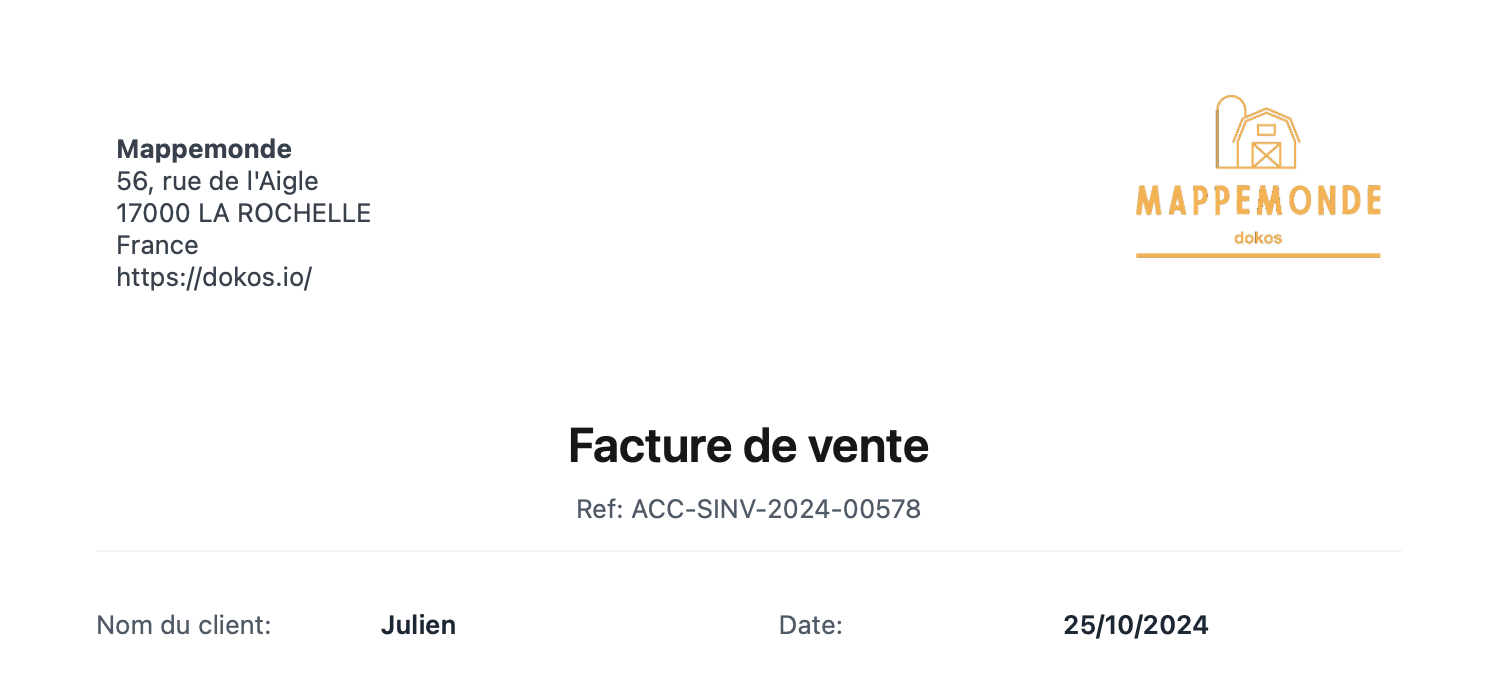 Mappemonde
56, rue de l'Aigle
17000 LA ROCHELLE
France
https://dokos.io/
MAPPEMONDE
dokos
Facture de vente
Ref: ACC-SINV-2024-00578
Nom du client: Julien Date: 25/10/2024